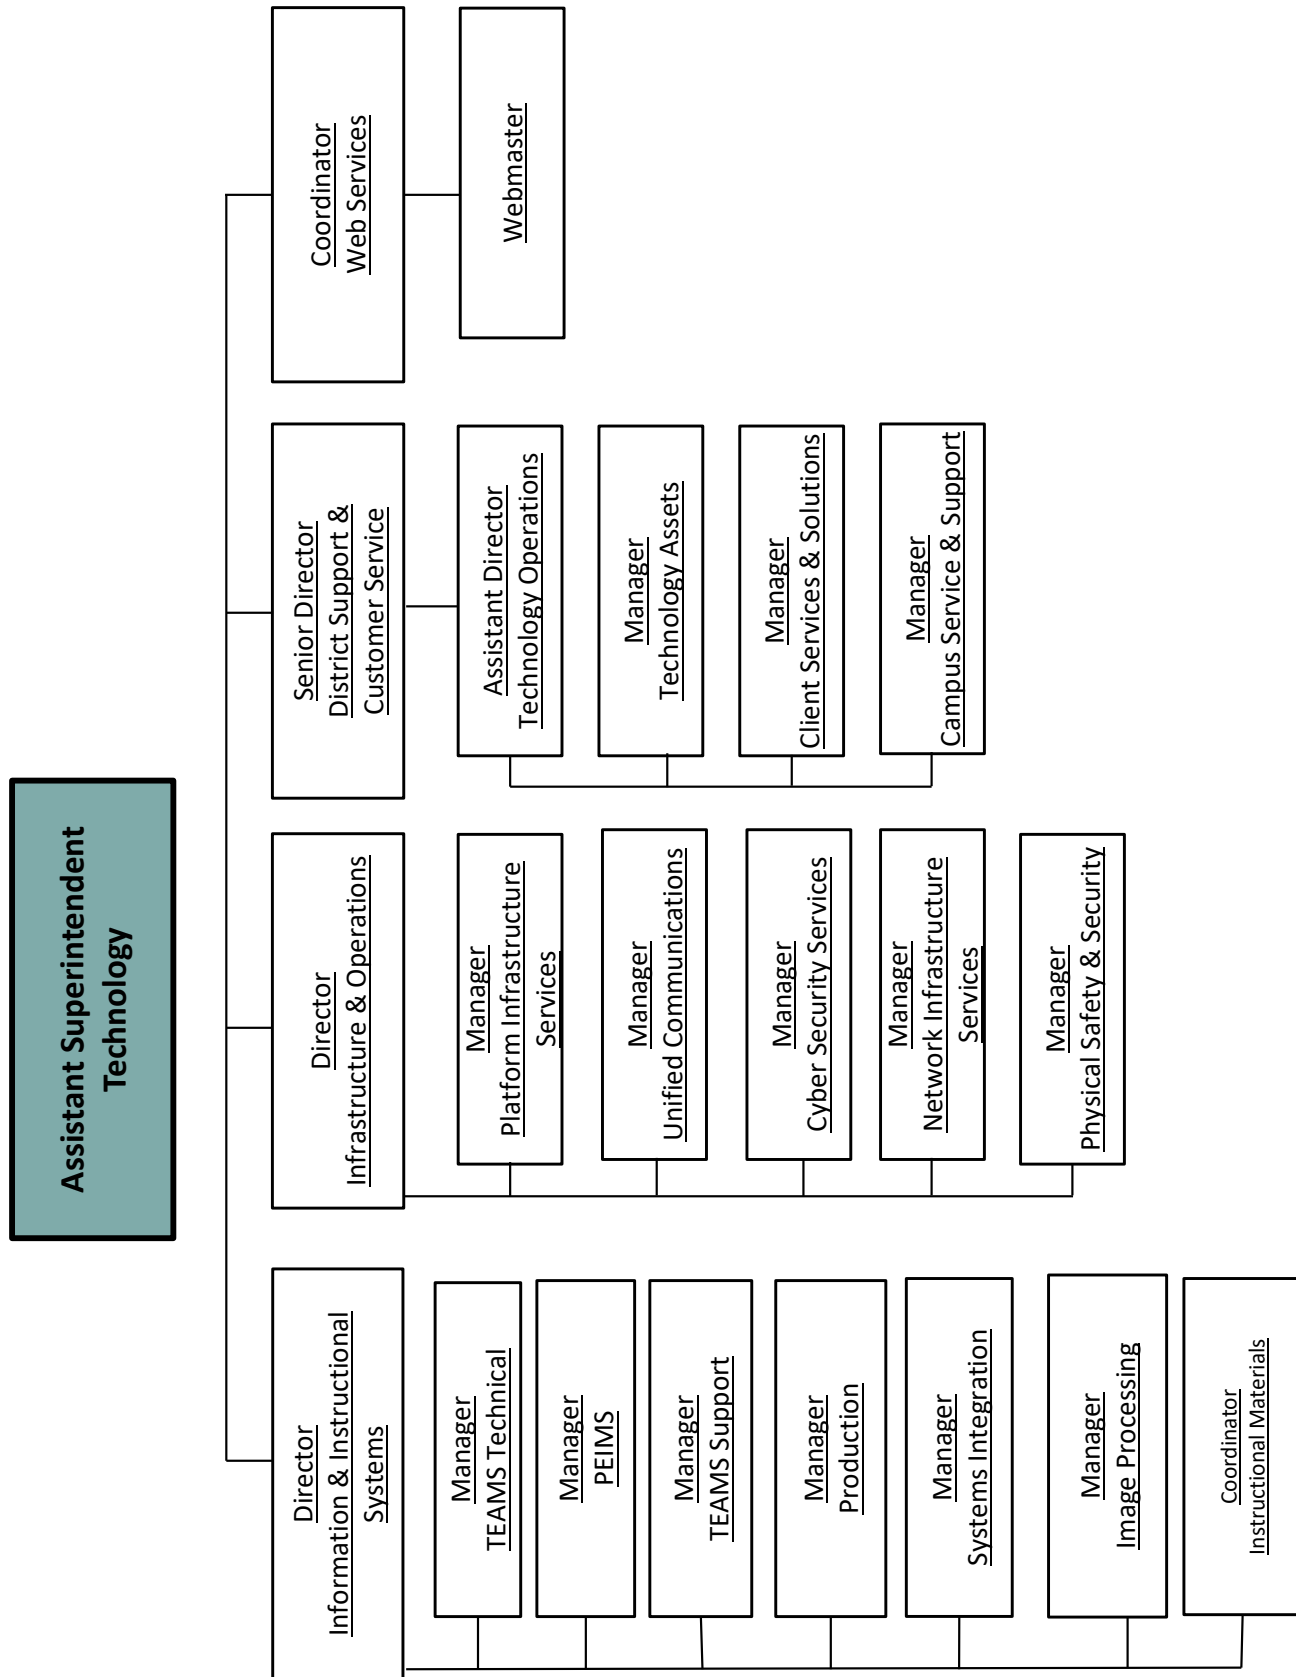 Assistant Superintendent
Technology
Director
Information & Instructional
Systems
Manager
TEAMS Technical
Manager
PEIMS
Manager
TEAMS Support
Manager
Production
Manager
Systems Integration
Manager
Image Processing
Coordinator
Instructional Materials
Director
Infrastructure & Operations
Manager
Platform Infrastructure
Services
Manager
Unified Communications
Manager
Cyber Security Services
Manager
Network Infrastructure
Services
Manager
Physical Safety & Security
Senior Director
District Support &
Customer Service
Assistant Director
Technology Operations
Manager
Technology Assets
Manager
Client Services & Solutions
Manager
Campus Service & Support
Coordinator
Web Services
Webmaster